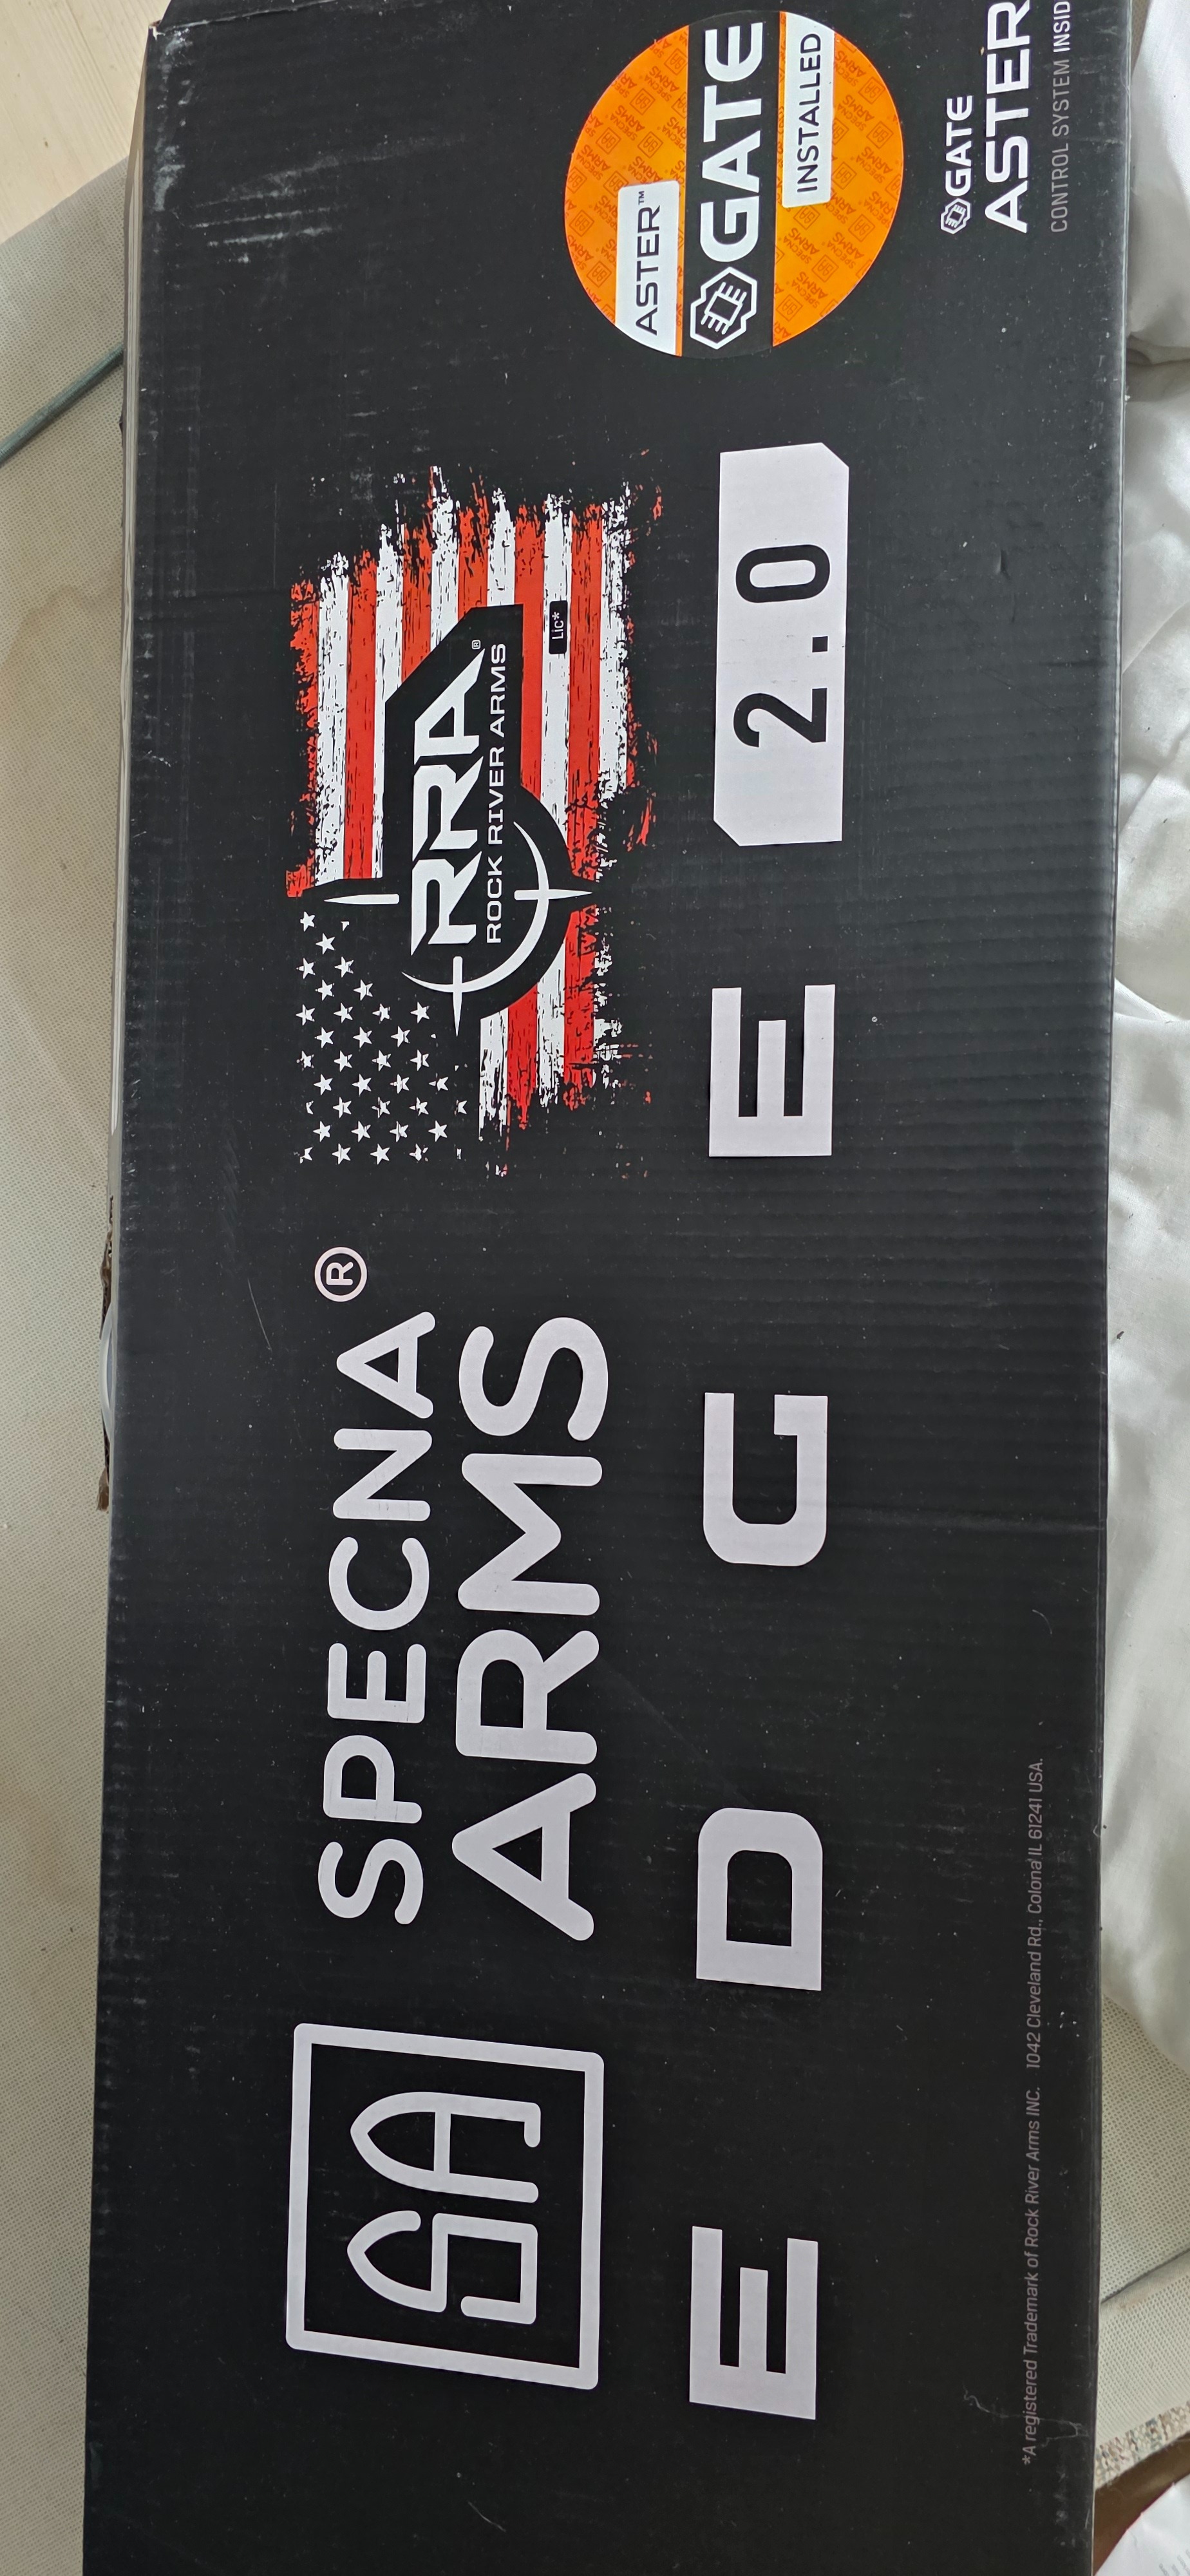 SA
SPECNA®
ARMS
RRA®
ROCK RIVER ARMS
Lic*
EDGE 2.0
ASTER™
GATE
INSTALLED
GATE
ASTER
CONTROL SYSTEM INSID
*A registered Trademark of Rock River Arms INC. 1042 Cleveland Rd., Colona IL 61241 USA.